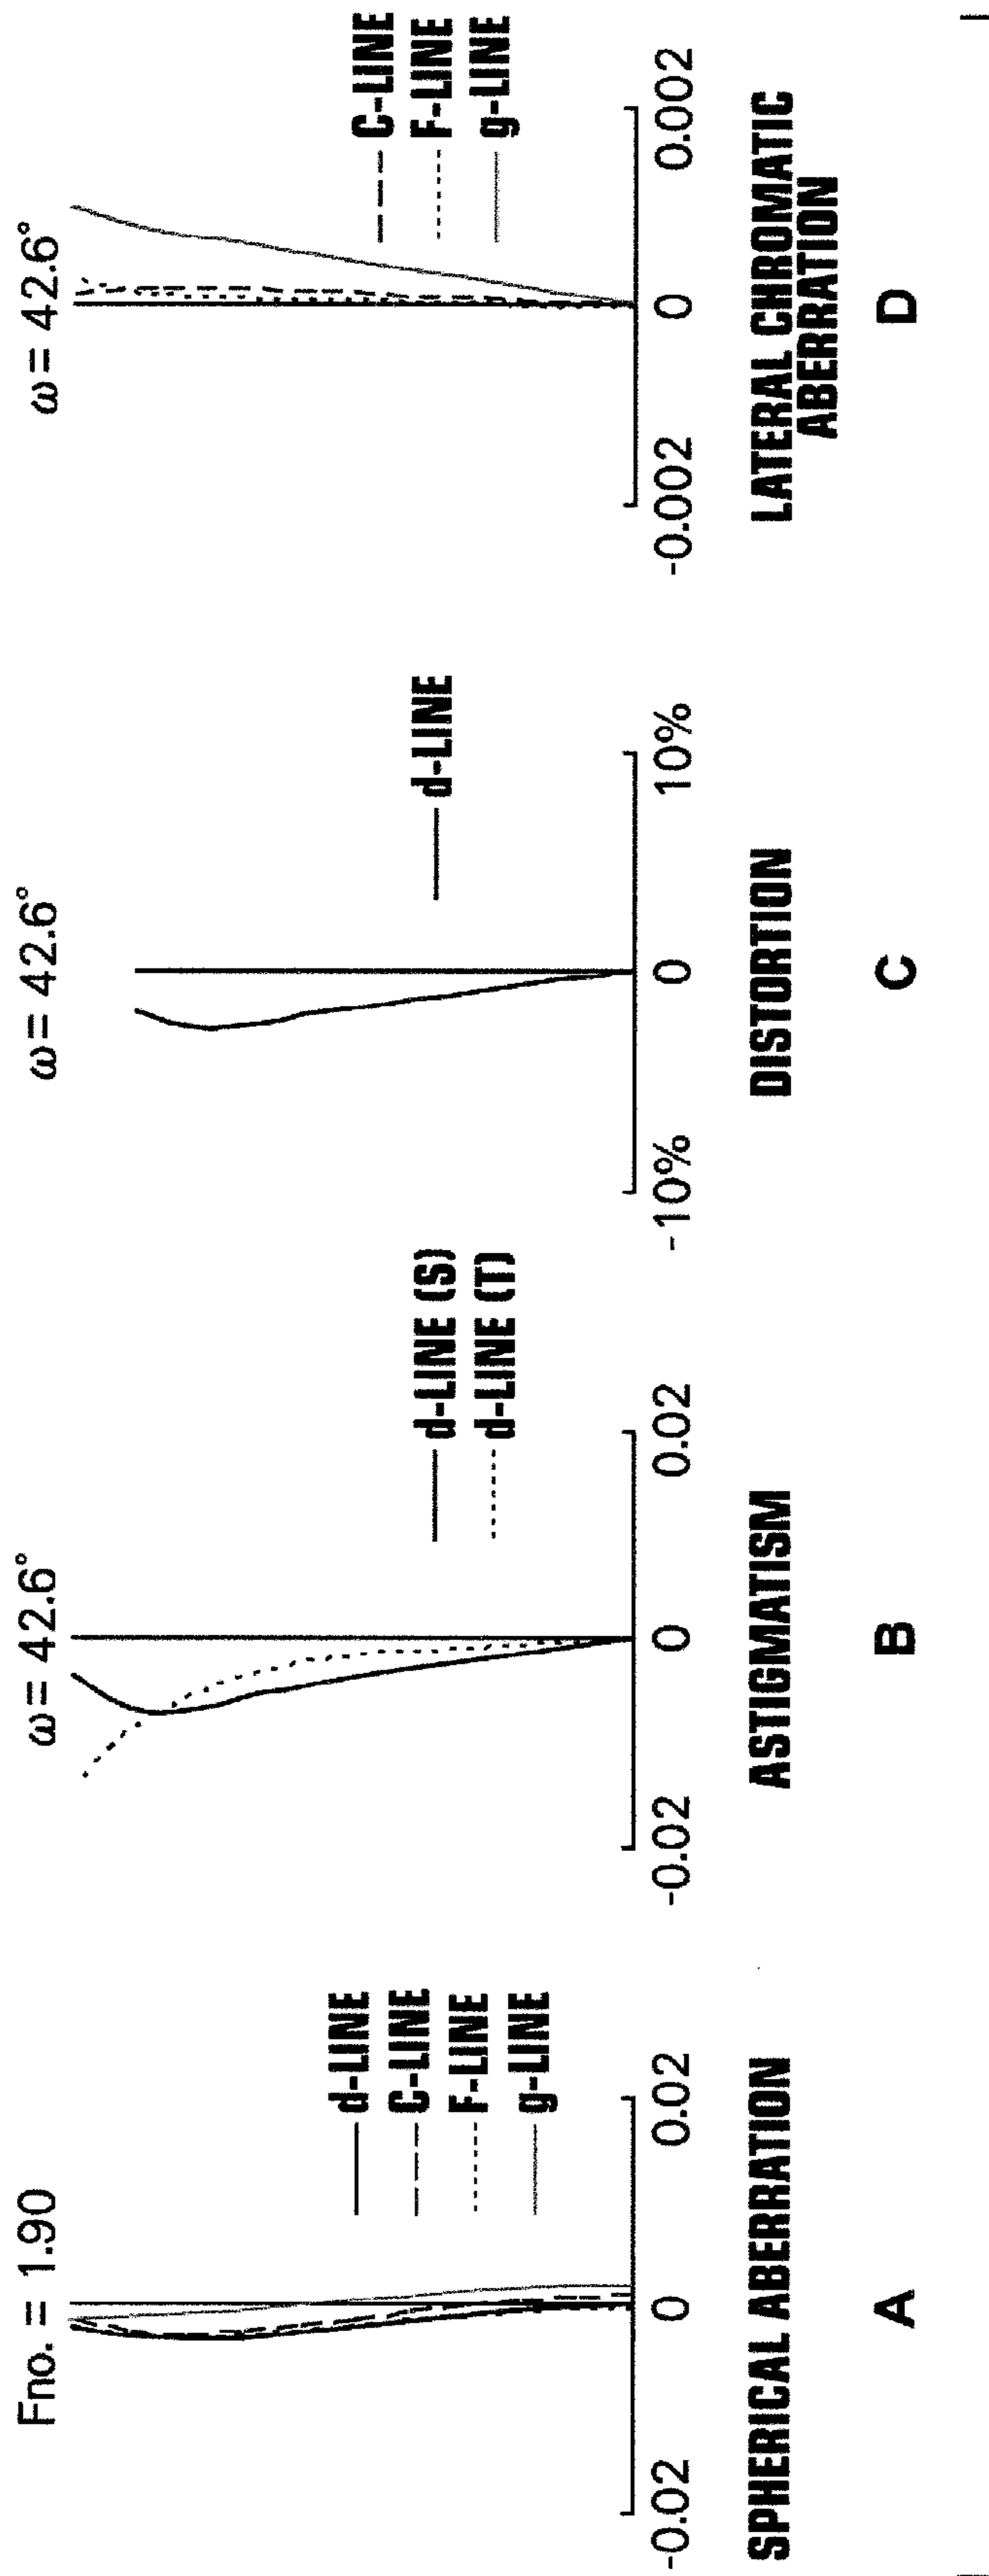 Fno. = 1.90
d-LINE
C-LINE
F-LINE
g-LINE
-0.02
0
0.02
SPHERICAL ABERRATION
A
ω= 42.6°
d-LINE (S)
d-LINE (T)
-0.02
0
0.02
ASTIGMATISM
B
ω= 42.6°
d-LINE
-10%
0
10%
DISTORTION
C
ω= 42.6°
C-LINE
F-LINE
g-LINE
-0.002
0
0.002
LATERAL CHROMATIC
ABERRATION
D